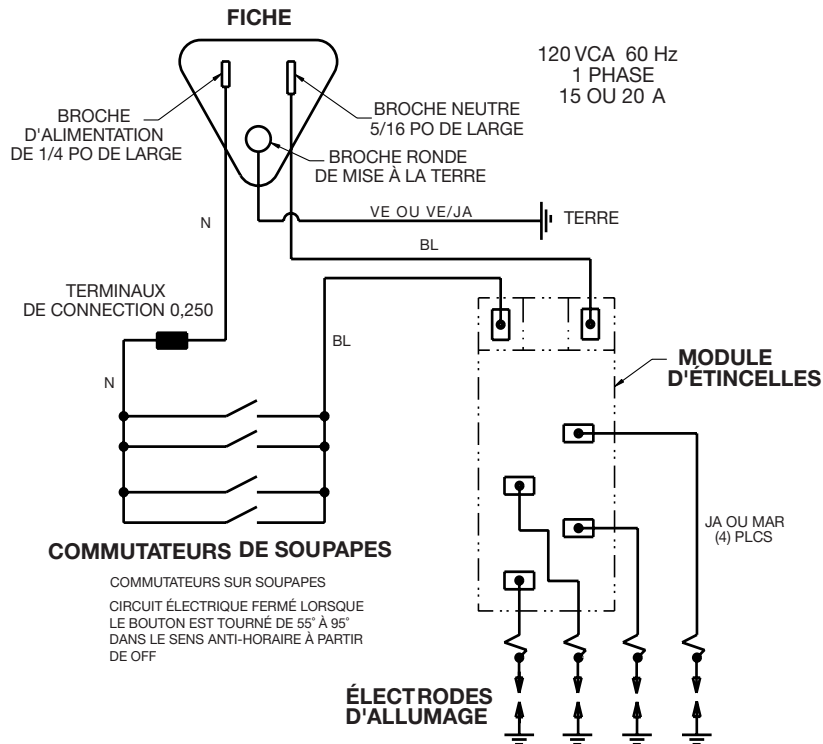 FICHE
120 VCA 60 Hz
1 PHASE
15 OU 20 A
BROCHE
D'ALIMENTATION
DE 1/4 PO DE LARGE
BROCHE NEUTRE
5/16 PO DE LARGE
BROCHE RONDE
DE MISE À LA TERRE
N
VE OU VE/JA
TERRE
BL
TERMINAUX
DE CONNECTION 0,250
BL
N
MODULE
D'ÉTINCELLES
JA OU MAR
(4) PLCS
COMMUTATEURS DE SOUPAPES
COMMUTATEURS SUR SOUPAPES
CIRCUIT ÉLECTRIQUE FERMÉ LORSQUE
LE BOUTON EST TOURNÉ DE 55° À 95°
DANS LE SENS ANTI-HORAIRE À PARTIR
DE OFF
ÉLECTRODES
D'ALLUMAGE